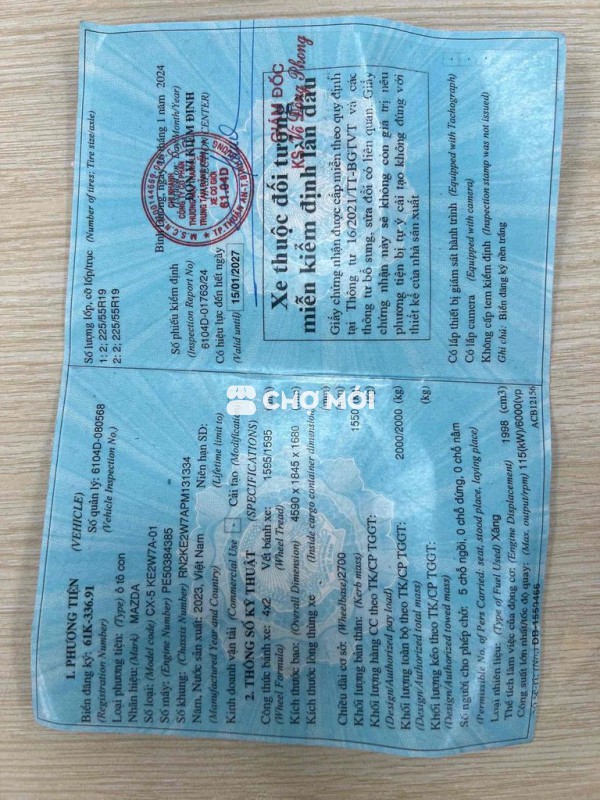 1. PHƯƠNG TIỆN (VEHICLE)
Biển đăng ký: 61K-336.91 Số quản lý: 6104D-080568
(Registration Number) (Vehicle Inspection No.)
Loại phương tiện: (Type) ô tô con
Nhãn hiệu: (Mark) MAZDA
Số loại: (Model code) CX-5 KE2W7A-01
Số máy: (Engine Number) PE50384385
Số khung: (Chassis Number) RN2KE2W7APM131334
Năm, Nước sản xuất: 2023, Việt Nam Niên hạn SD:
(Manufactured Year and Country) (Lifetime limit to)
Kinh doanh vận tải (Commercial Use) Cải tạo (Modificat
2. THÔNG SỐ KỸ THUẬT (SPECIFICATIONS)
Công thức bánh xe: 4x2 Vết bánh xe: 1595/1595
(Wheel Formula) (Wheel Tread)
Kích thước bao: (Overall Dimension) 4590 x 1845 x 1680
Kích thước lòng thùng xe (Inside cargo container dimension
Chiều dài cơ sở: (Wheelbase)2700
Khối lượng bản thân: (Kerb mass) 1550
Khối lượng hàng CC theo TK/CP TGGT:
(Design/Authorized pay load)
Khối lượng toàn bộ theo TK/CP TGGT: 2000/2000 (kg)
(Design/Authorized total mass)
Khối lượng kéo theo TK/CP TGGT: (kg)
(Design/Authorized towed mass)
Số người cho phép chở: 5 chỗ ngồi, 0 chỗ đứng, 0 chỗ nằm
(Permissible No. of Pers Carried: seat, stood place, laying place)
Loại nhiên liệu: (Type of Fuel Used) Xăng
Thể tích làm việc của động cơ: (Engine Displacement) 1998 (cm3)
Công suất lớn nhất/tốc độ quay: (Max. output/rpm) 115(kW)/6000(vp
ACB12156
Số lượng lốp, cỡ lốp/trục (Number of tires; Tire size/axle)
1: 2; 225/55R19
2: 2; 225/55R19
Số phiếu kiểm định
(Inspection Report No)
6104D-01763/24
Có hiệu lực đến hết ngày
(Valid until) 15/01/2027
tháng 1 năm 2024
KIỂM ĐỊNH
61-04D
GIÁM ĐỐC
KS. Võ Đông Phong
Xe thuộc đối tượng
miễn kiểm định lần đầu
Giấy chứng nhận được cấp miễn theo quy định
tại Thông tư 16/2021/TT-BGTVT và các
thông tư bổ sung, sửa đổi có liên quan. Giấy
chứng nhận này sẽ không còn giá trị nếu
phương tiện bị tự ý cải tạo không đúng với
thiết kế của nhà sản xuất
Có lắp thiết bị giám sát hành trình (Equipped with Tachograph)
Có lắp camera (Equipped with camera)
Không cấp tem kiểm định (Inspection stamp was not issued)
Ghi chú: Biển đăng ký nền trắng
CHỢ MỚI